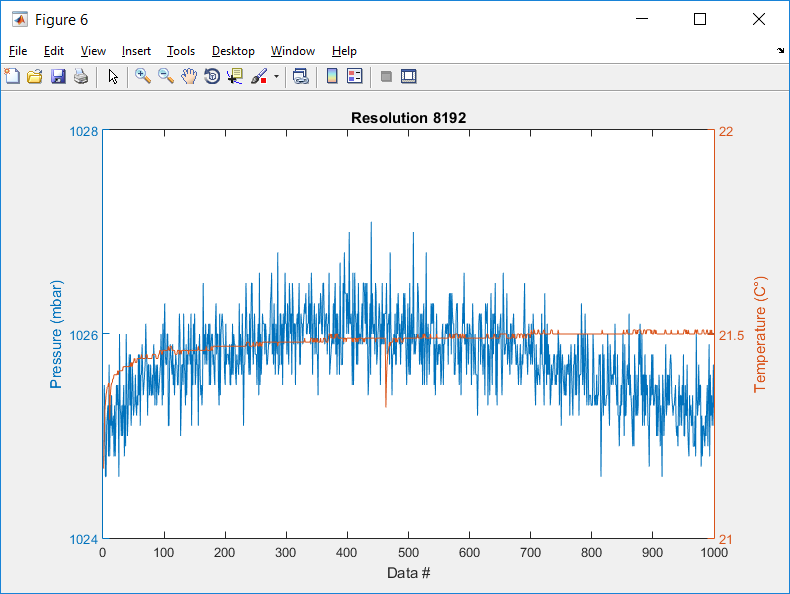 Figure 6
File Edit View Insert Tools Desktop Window Help
Resolution 8192
1028
1026
1024
Pressure (mbar)
22
21.5
21
Temperature (C°)
0 100 200 300 400 500 600 700 800 900 1000
Data #